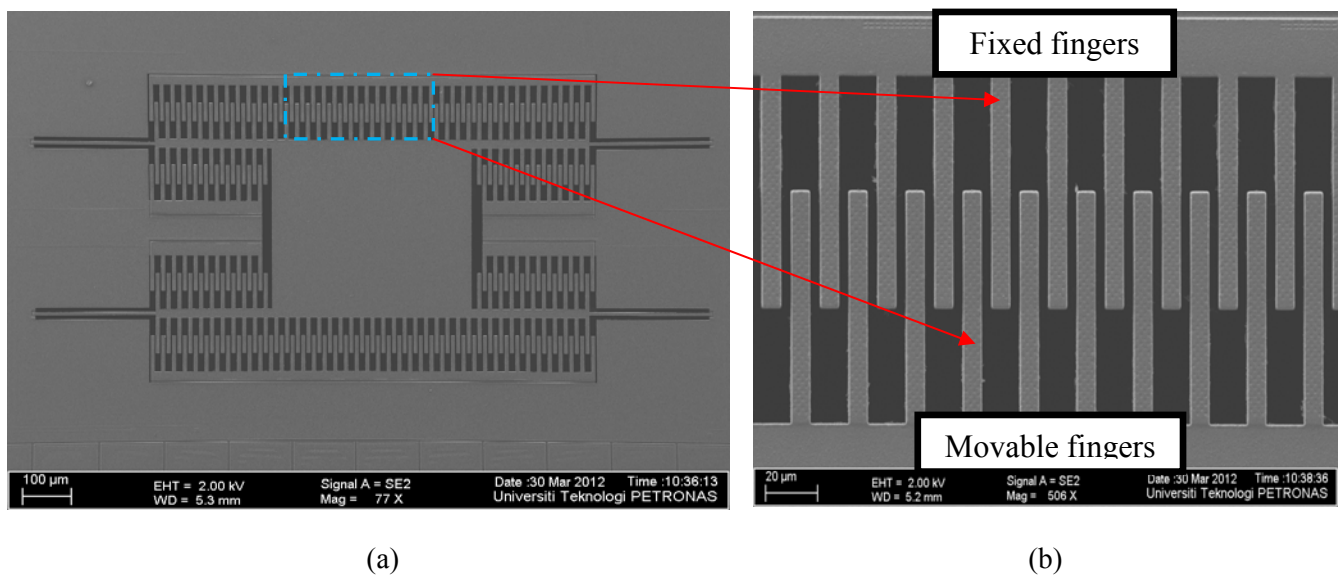 Fixed fingers
Movable fingers
100 µm
EHT = 2.00 kV
WD = 5.3 mm
Signal A = SE2
Mag = 77 X
Date :30 Mar 2012 Time :10:36:13
Universiti Teknologi PETRONAS
20 µm
EHT = 2.00 kV
WD = 5.2 mm
Signal A = SE2
Mag = 506 X
Date :30 Mar 2012 Time :10:38:36
Universiti Teknologi PETRONAS
(a)
(b)